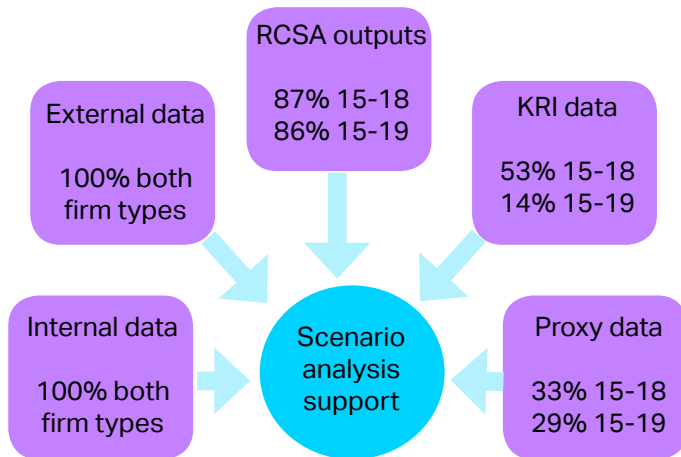 RCSA outputs
87% 15-18
86% 15-19
External data
100% both
firm types
KRI data
53% 15-18
14% 15-19
Internal data
100% both
firm types
Scenario
analysis
support
Proxy data
33% 15-18
29% 15-19